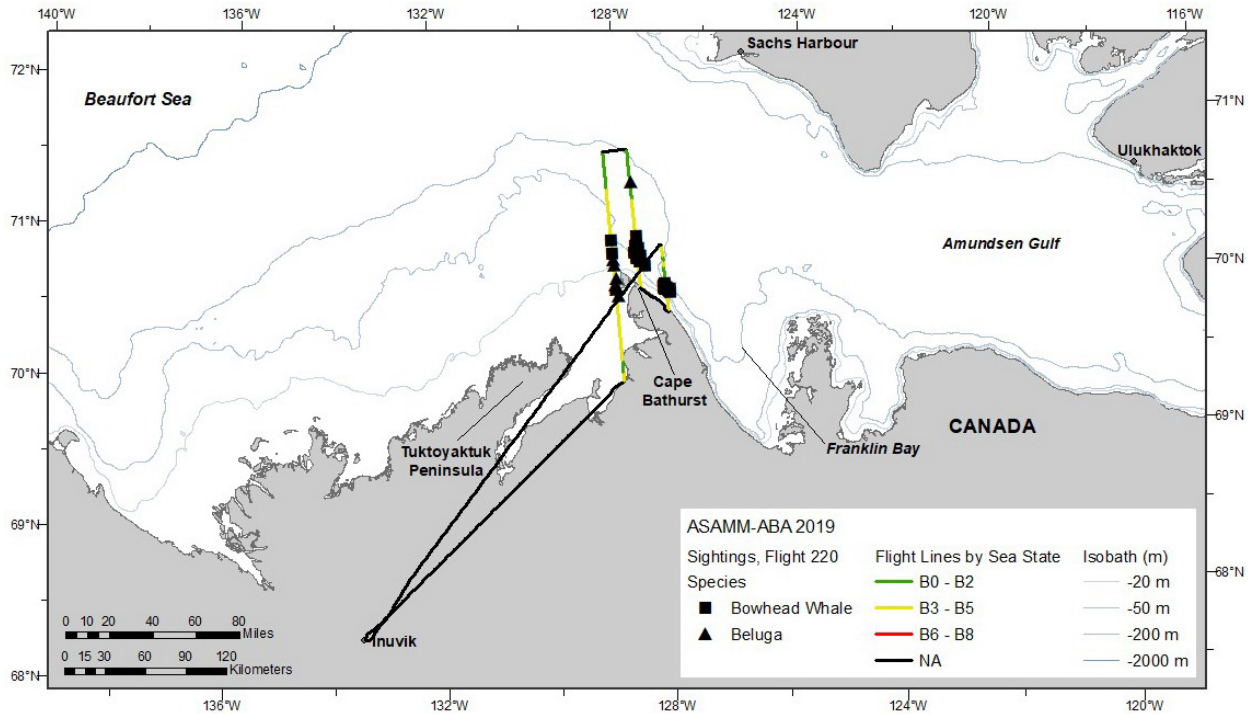 140°W 136°W 132°W 128°W 124°W 120°W 116°W
Sachs Harbour
72°N
Beaufort Sea
71°N
Ulukhaktok
71°N
Amundsen Gulf
70°N
70°N
Cape
Bathurst
CANADA
69°N
Tuktoyaktuk
Peninsula
Franklin Bay
69°N
ASAMM-ABA 2019
Sightings, Flight 220
Species
Bowhead Whale
Beluga
Flight Lines by Sea State
B0 - B2
B3 - B5
B6 - B8
NA
Isobath (m)
-20 m
-50 m
-200 m
-2000 m
68°N
0 10 20 40 60 80
Miles
Inuvik
0 15 30 60 90 120
Kilometers
68°N
136°W 132°W 128°W 124°W 120°W